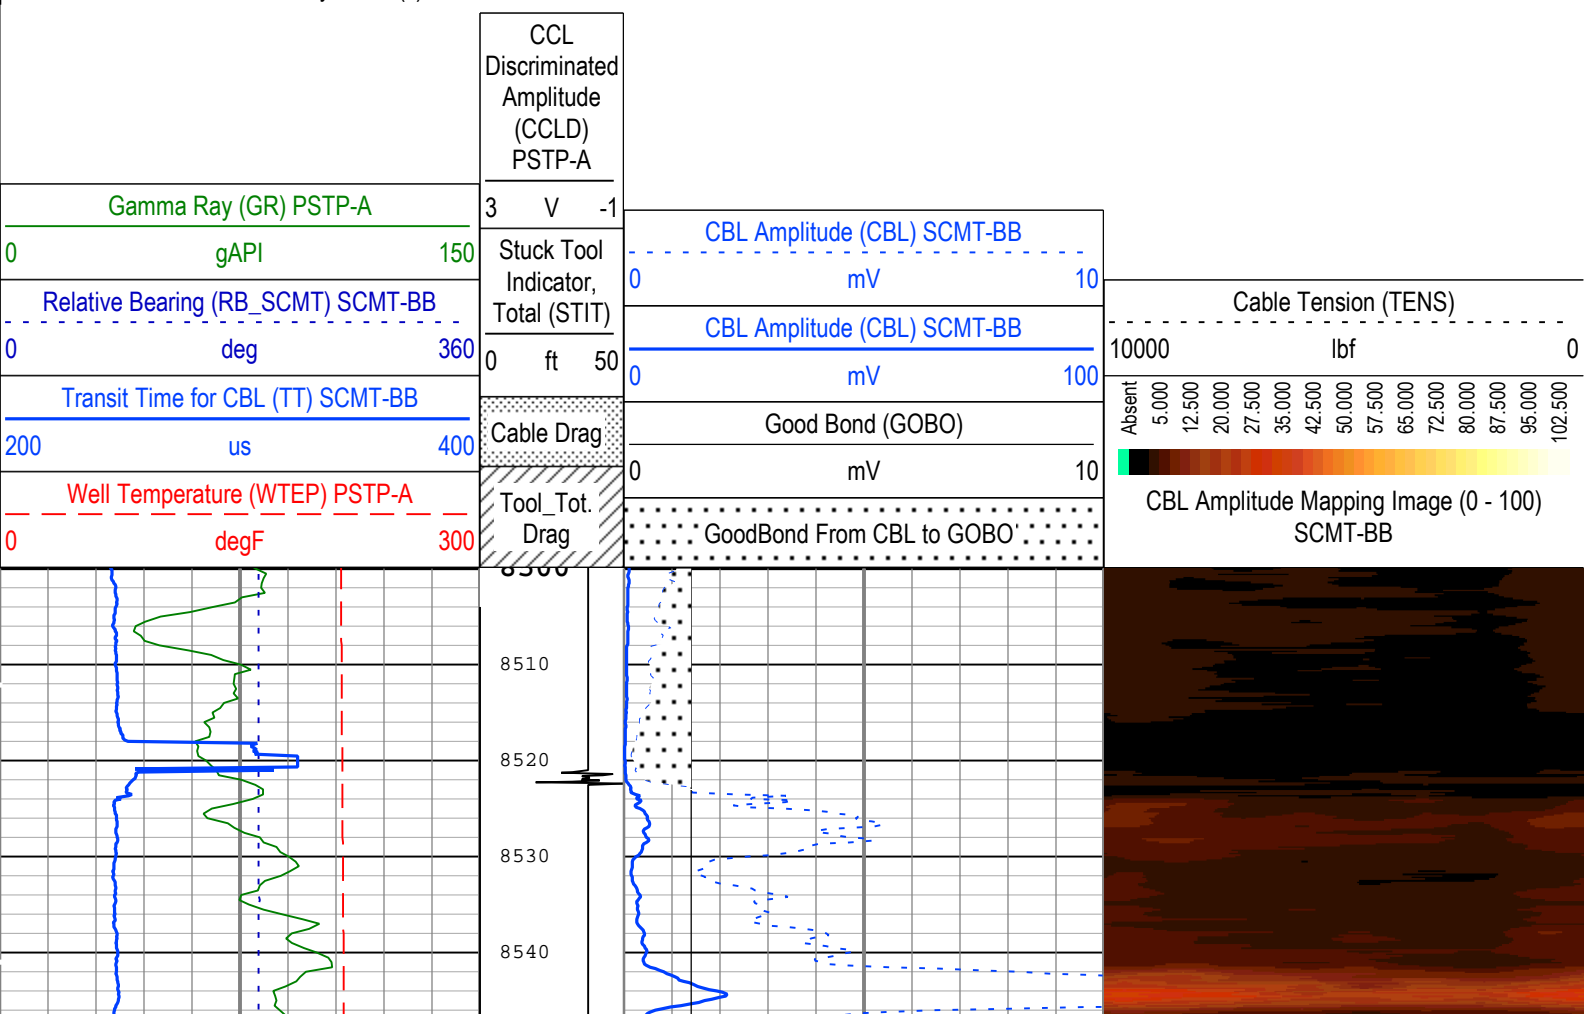 CCL
Discriminated
Amplitude
(CCLD)
PSTP-A
3 V -1
Stuck Tool
Indicator,
Total (STIT)
0 ft 50
Cable Drag
Tool_Tot.
Drag
Gamma Ray (GR) PSTP-A
0 gAPI 150
Relative Bearing (RB_SCMT) SCMT-BB
0 deg 360
Transit Time for CBL (TT) SCMT-BB
200 us 400
Well Temperature (WTEP) PSTP-A
0 degF 300
CBL Amplitude (CBL) SCMT-BB
0 mV 10
CBL Amplitude (CBL) SCMT-BB
0 mV 100
Good Bond (GOBO)
0 mV 10
GoodBond From CBL to GOBO
Cable Tension (TENS)
10000 lbf 0
Absent
5.000
12.500
20.000
27.500
35.000
42.500
50.000
57.500
65.000
72.500
80.000
87.500
95.000
102.500
CBL Amplitude Mapping Image (0 - 100)
SCMT-BB
8500
8510
8520
8530
8540